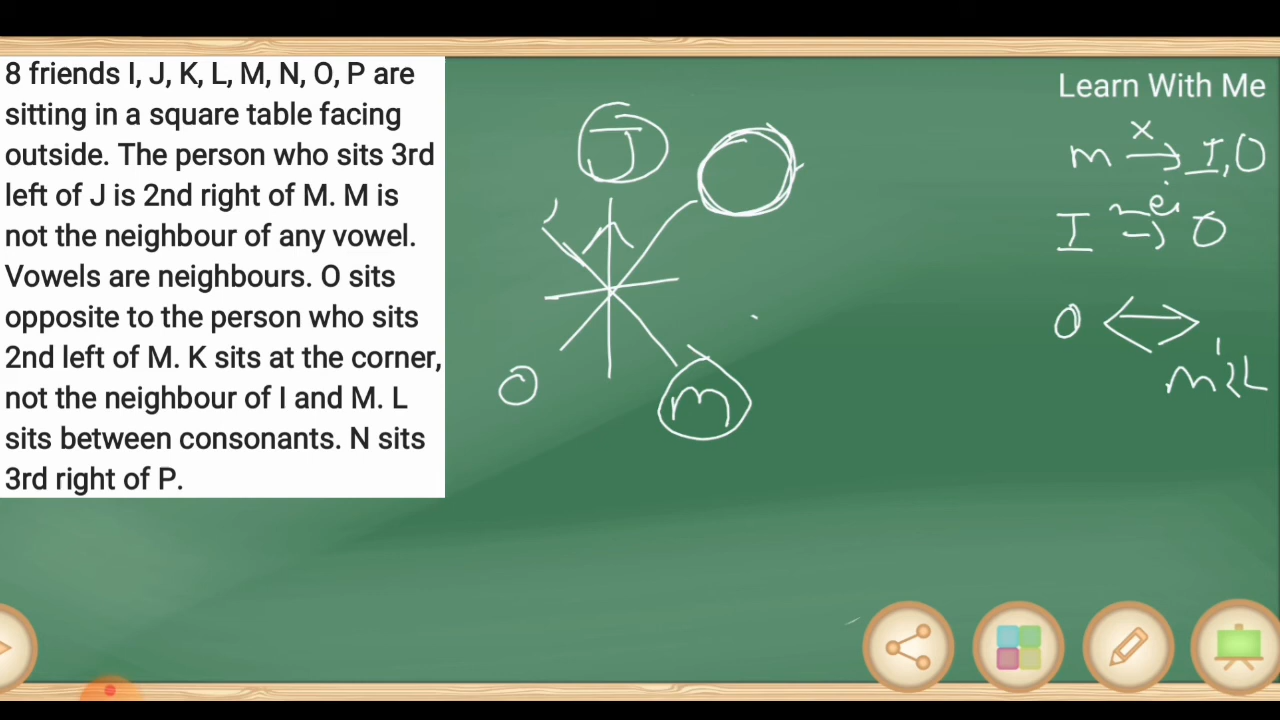 8 friends I, J, K, L, M, N, O, P are
sitting in a square table facing
outside. The person who sits 3rd
left of J is 2nd right of M. M is
not the neighbour of any vowel.
Vowels are neighbours. O sits
opposite to the person who sits
2nd left of M. K sits at the corner,
not the neighbour of I and M. L
sits between consonants. N sits
3rd right of P.
Learn With Me
J
O
m
m x→ I, O
I nei→ O
O ⟷
m 2L